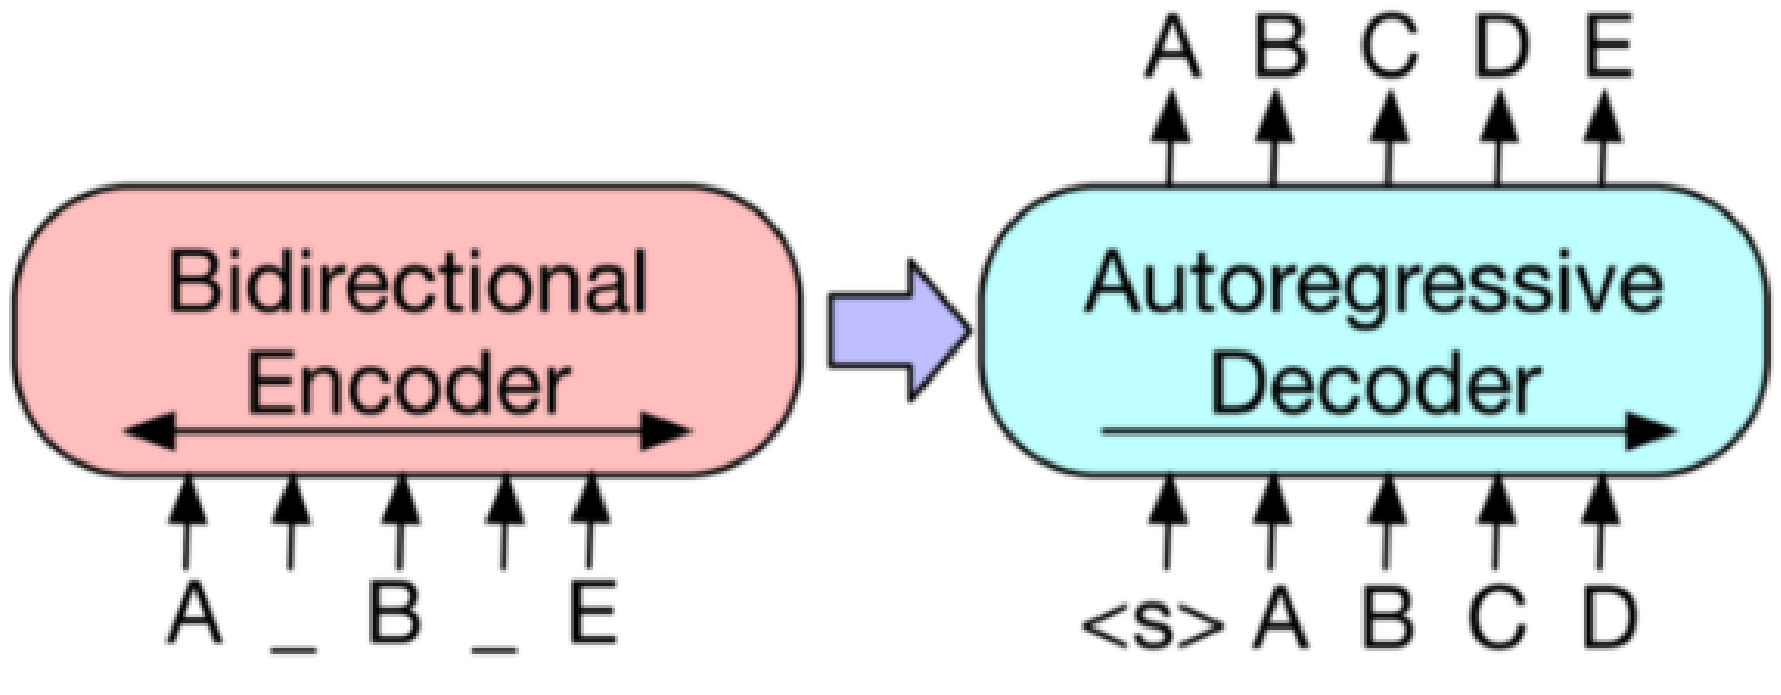 A B C D E
Bidirectional
Encoder
Autoregressive
Decoder
A _ B _ E
<s> A B C D